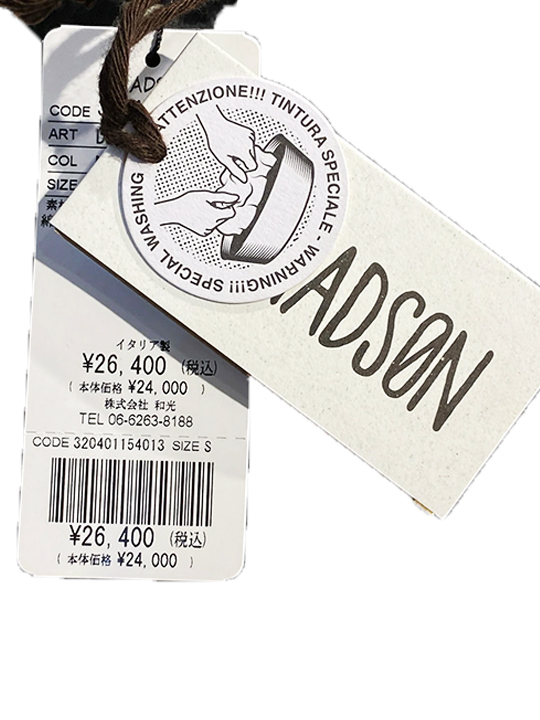 CODE
ART
COL
SIZE
イタリア製
¥26,400 (税込)
( 本体価格 ¥24,000 )
株式会社 和光
TEL 06-6263-8188
CODE 320401154013 SIZE S
¥26,400 (税込)
( 本体価格 ¥24,000 )
ATTENZIONE!!! TINTURA SPECIALE - WARNING!!! SPECIAL WASHING
ADSØN